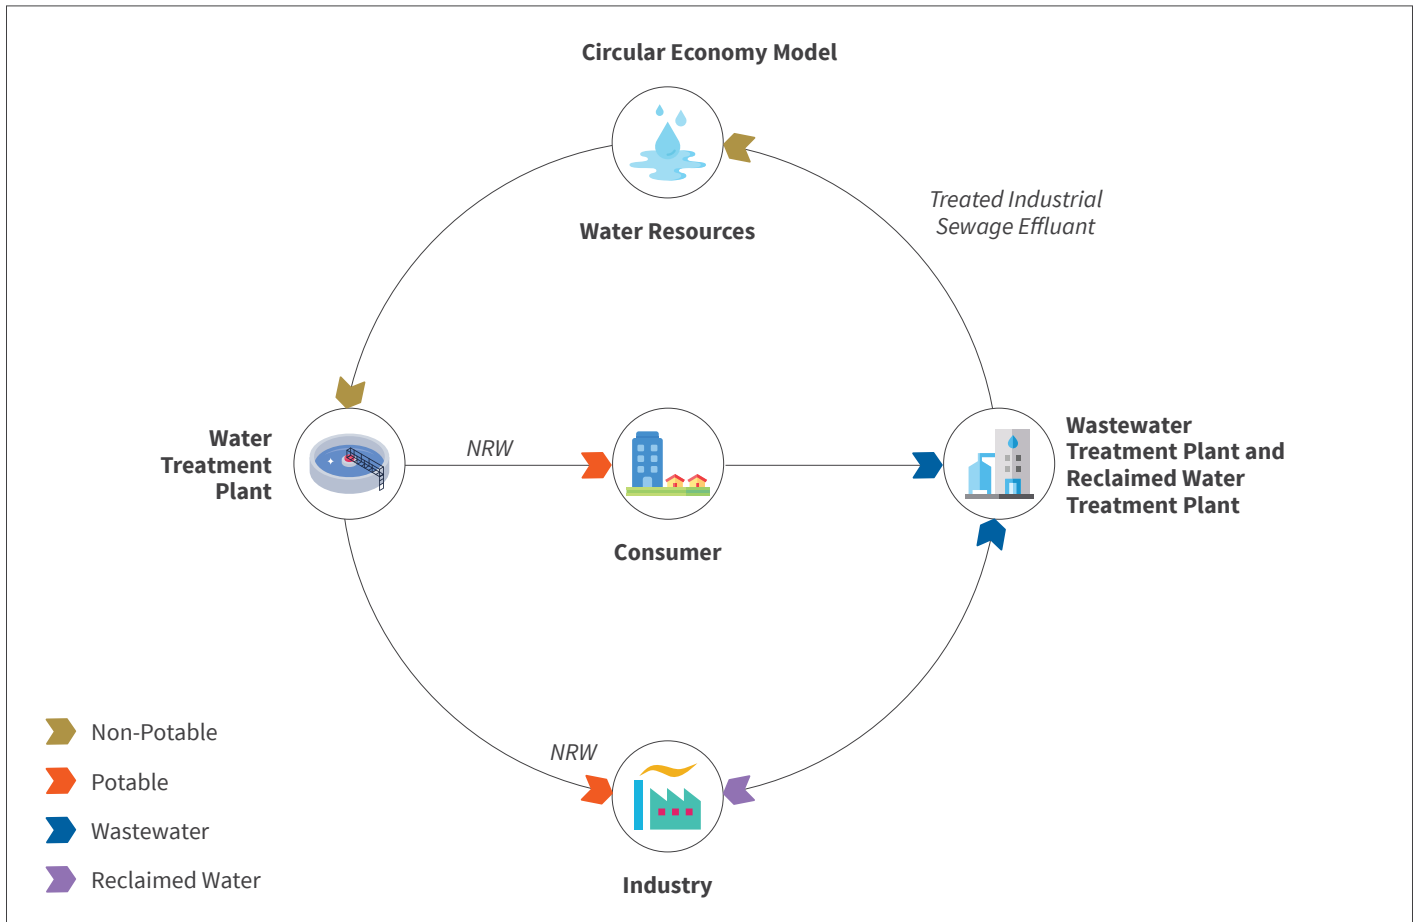 Circular Economy Model
Water Resources
Treated Industrial
Sewage Effluant
Water
Treatment
Plant
NRW
Consumer
Wastewater
Treatment Plant and
Reclaimed Water
Treatment Plant
NRW
Industry
Non-Potable
Potable
Wastewater
Reclaimed Water